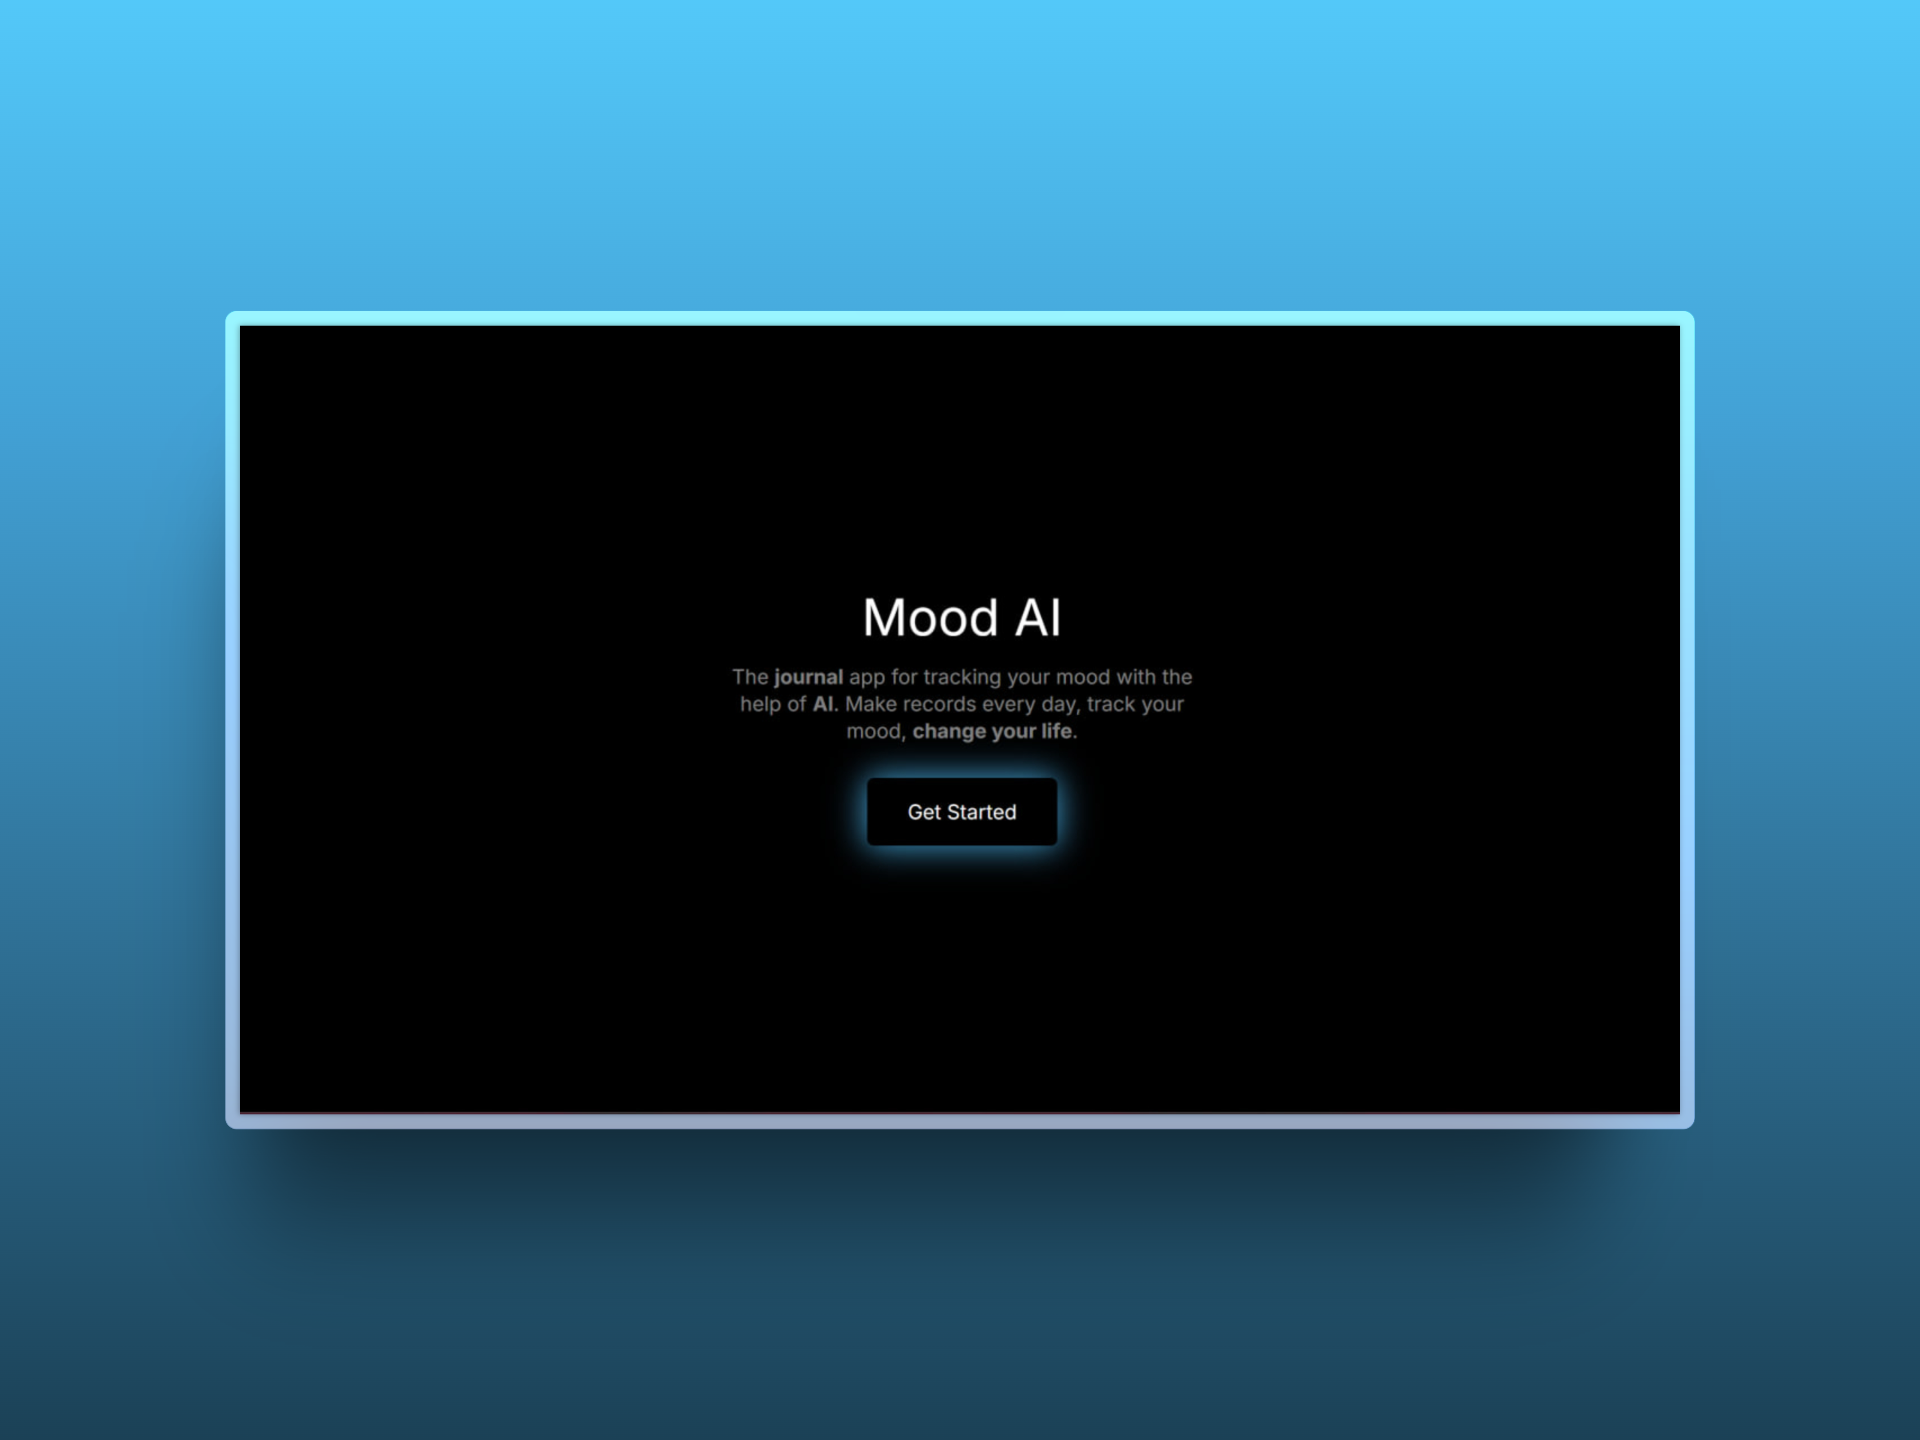 Mood AI
The journal app for tracking your mood with the
help of AI. Make records every day, track your
mood, change your life.
Get Started